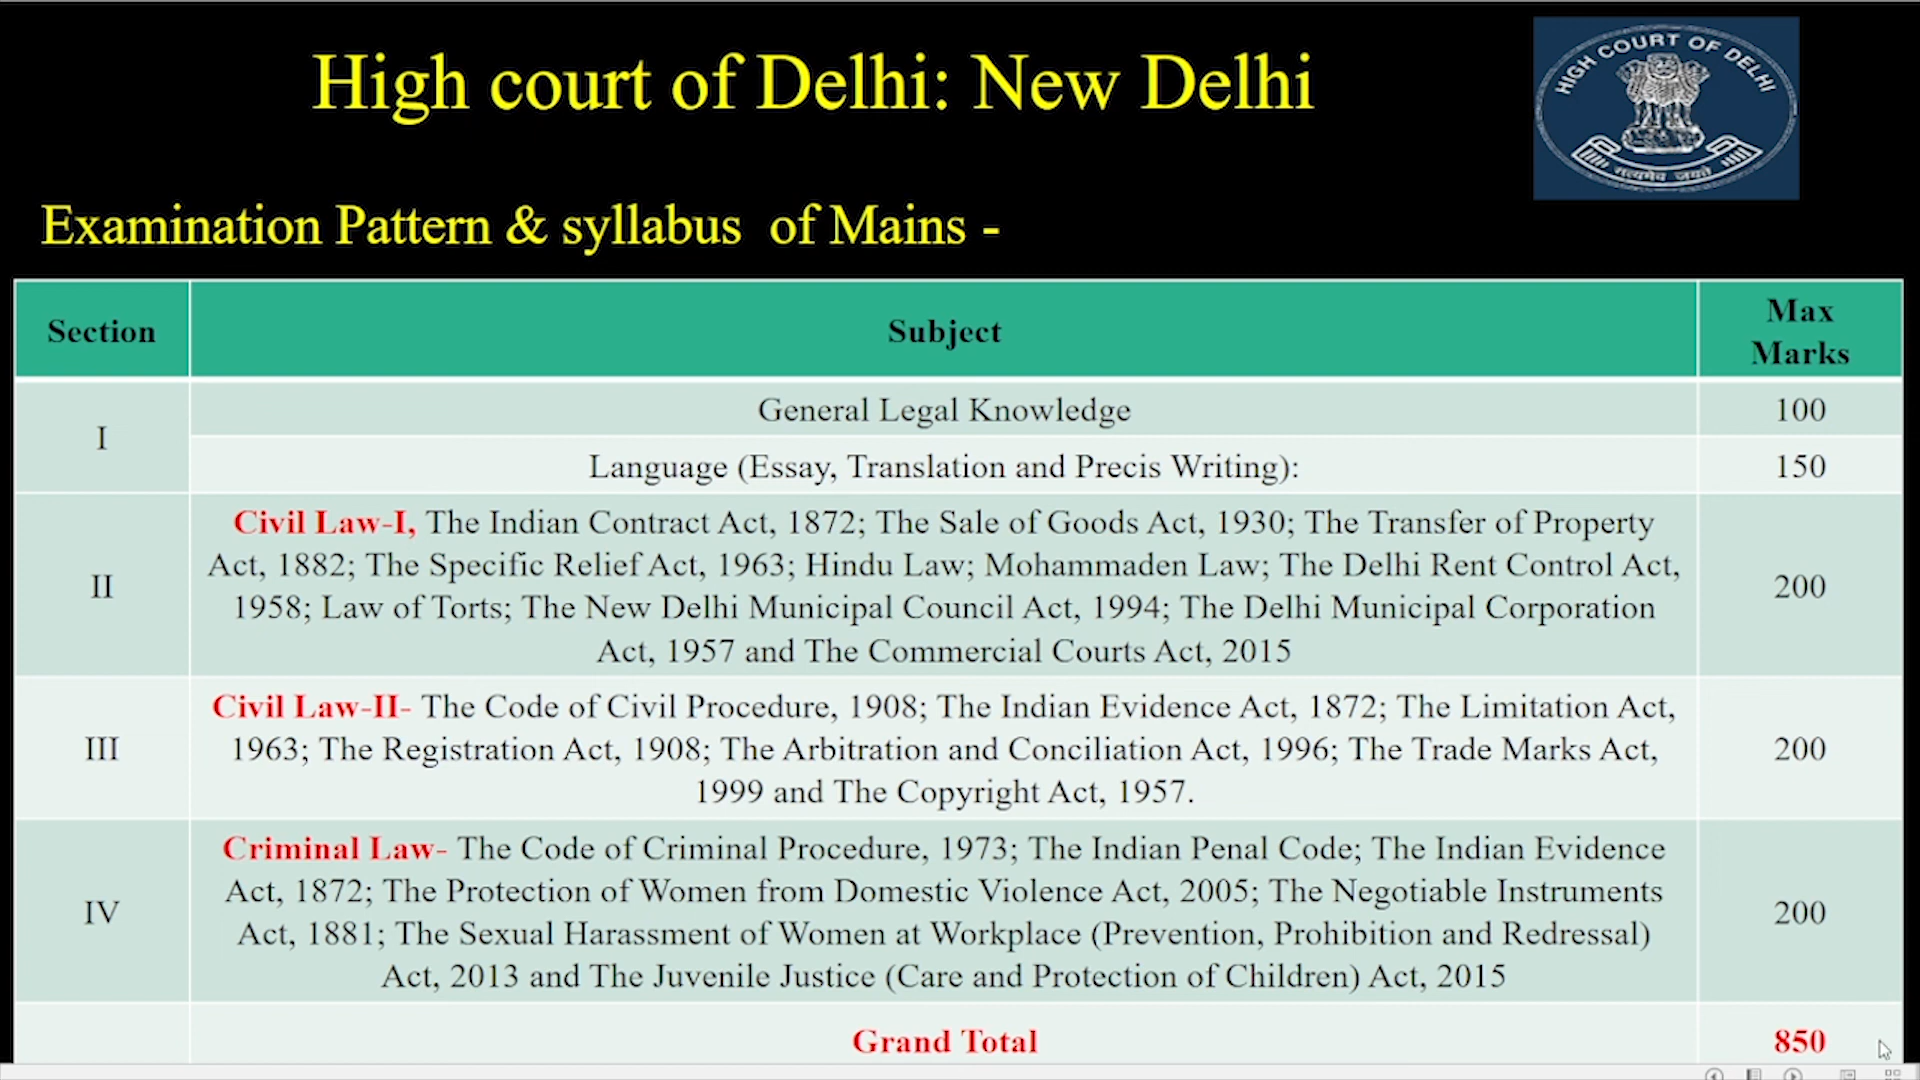 High court of Delhi: New Delhi
HIGH COURT OF DELHI
सत्यमेव जयते
Examination Pattern & syllabus of Mains -
Section
Subject
Max
Marks
I
General Legal Knowledge
100
Language (Essay, Translation and Precis Writing):
150
II
Civil Law-I, The Indian Contract Act, 1872; The Sale of Goods Act, 1930; The Transfer of Property
Act, 1882; The Specific Relief Act, 1963; Hindu Law; Mohammaden Law; The Delhi Rent Control Act,
1958; Law of Torts; The New Delhi Municipal Council Act, 1994; The Delhi Municipal Corporation
Act, 1957 and The Commercial Courts Act, 2015
200
III
Civil Law-II- The Code of Civil Procedure, 1908; The Indian Evidence Act, 1872; The Limitation Act,
1963; The Registration Act, 1908; The Arbitration and Conciliation Act, 1996; The Trade Marks Act,
1999 and The Copyright Act, 1957.
200
IV
Criminal Law- The Code of Criminal Procedure, 1973; The Indian Penal Code; The Indian Evidence
Act, 1872; The Protection of Women from Domestic Violence Act, 2005; The Negotiable Instruments
Act, 1881; The Sexual Harassment of Women at Workplace (Prevention, Prohibition and Redressal)
Act, 2013 and The Juvenile Justice (Care and Protection of Children) Act, 2015
200
Grand Total
850